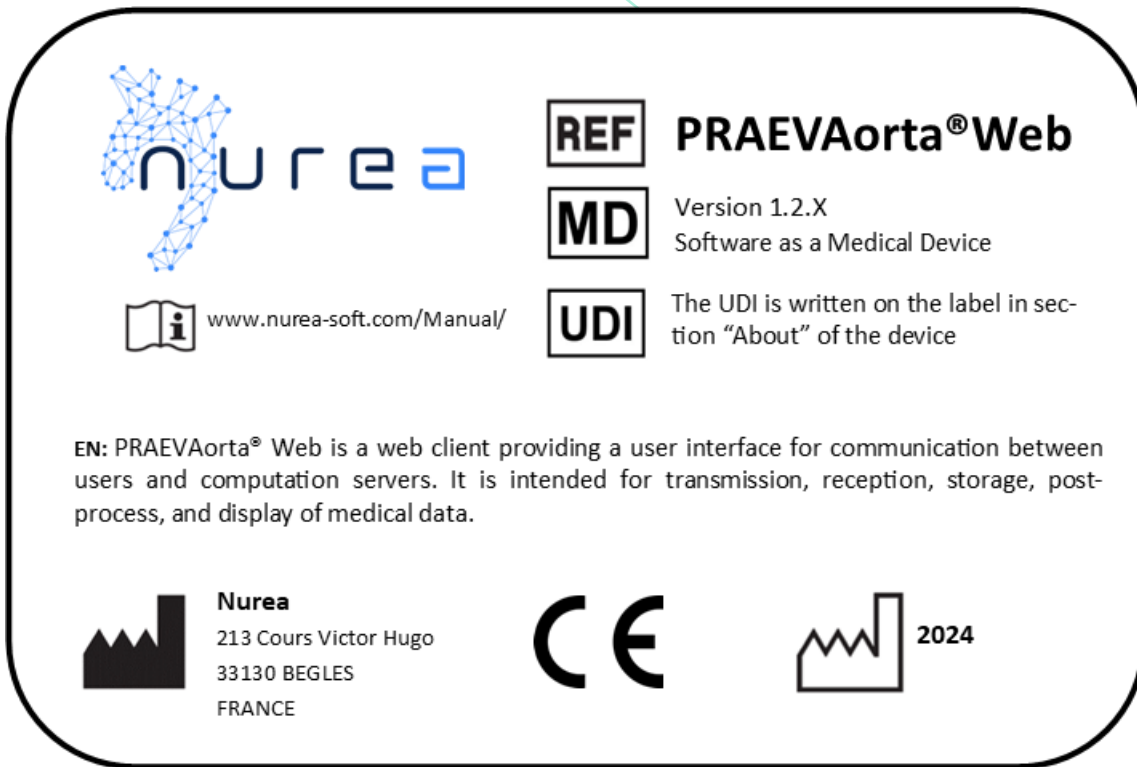 nurea
REF
PRAEVAorta®Web
MD
Version 1.2.X
Software as a Medical Device
www.nurea-soft.com/Manual/
UDI
The UDI is written on the label in sec-
tion “About” of the device
EN: PRAEVAorta® Web is a web client providing a user interface for communication between
users and computation servers. It is intended for transmission, reception, storage, post-
process, and display of medical data.
Nurea
213 Cours Victor Hugo
33130 BEGLES
FRANCE
CE
2024